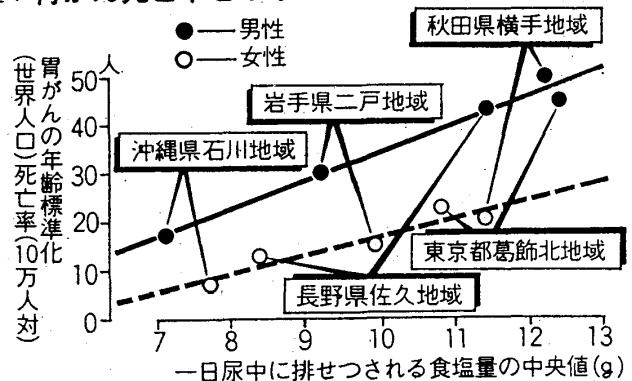 ●—男性
○—女性
人
胃がんの年齢標準化
(世界人口)死亡率(10万人対)
50
40
30
20
10
0
秋田県横手地域
岩手県二戸地域
沖縄県石川地域
東京都葛飾北地域
長野県佐久地域
7 8 9 10 11 12 13
一日尿中に排せつされる食塩量の中央値(g)